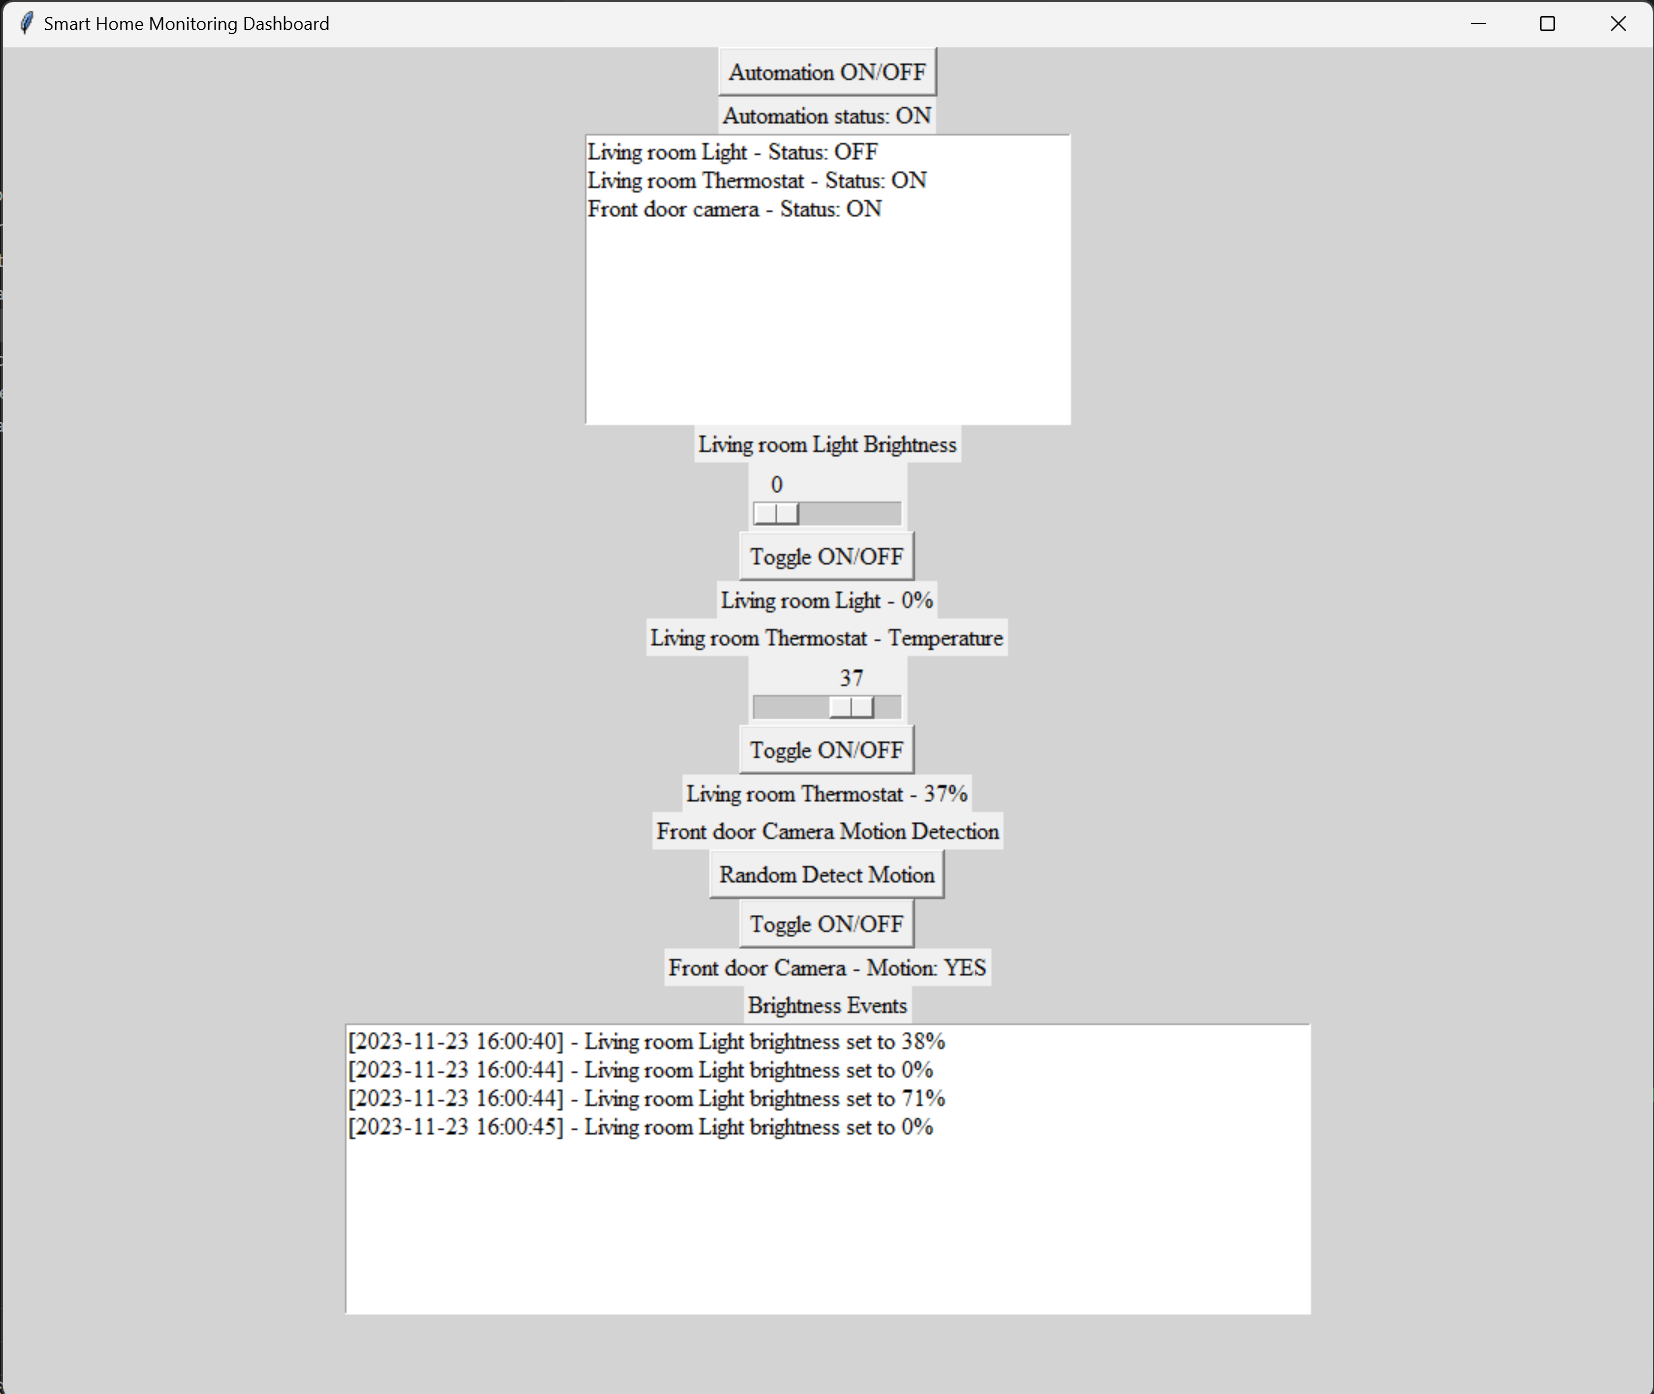 Smart Home Monitoring Dashboard
Automation ON/OFF
Automation status: ON
Living room Light - Status: OFF
Living room Thermostat - Status: ON
Front door camera - Status: ON
Living room Light Brightness
0
Toggle ON/OFF
Living room Light - 0%
Living room Thermostat - Temperature
37
Toggle ON/OFF
Living room Thermostat - 37%
Front door Camera Motion Detection
Random Detect Motion
Toggle ON/OFF
Front door Camera - Motion: YES
Brightness Events
[2023-11-23 16:00:40] - Living room Light brightness set to 38%
[2023-11-23 16:00:44] - Living room Light brightness set to 0%
[2023-11-23 16:00:44] - Living room Light brightness set to 71%
[2023-11-23 16:00:45] - Living room Light brightness set to 0%